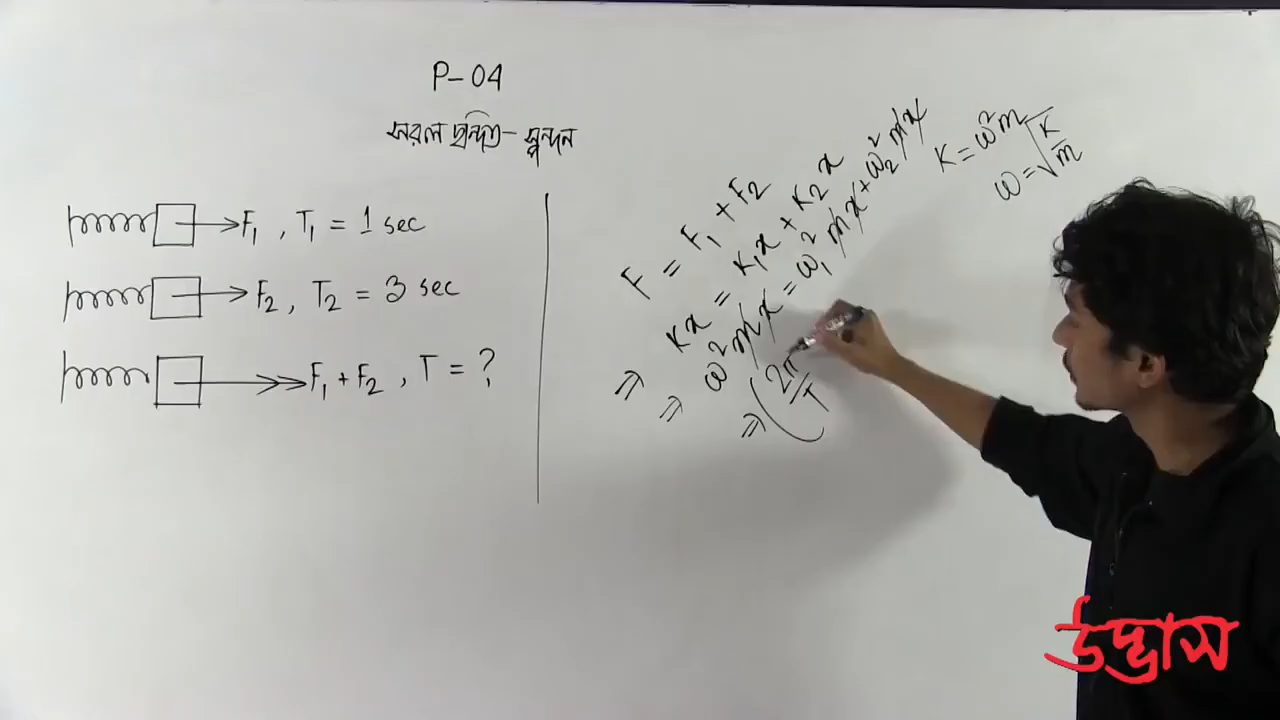 P-04
সরল ছন্দিত- স্পন্দন
F₁ , T₁ = 1 sec
F₂ , T₂ = 3 sec
F₁ + F₂ , T = ?
F = F₁ + F₂
⇒ Kx = K₁x + K₂x
⇒ ω²mx = ω₁²mx + ω₂²mx
⇒ (2π/T
K = ω²m
ω = √K/m
উদ্ভাস